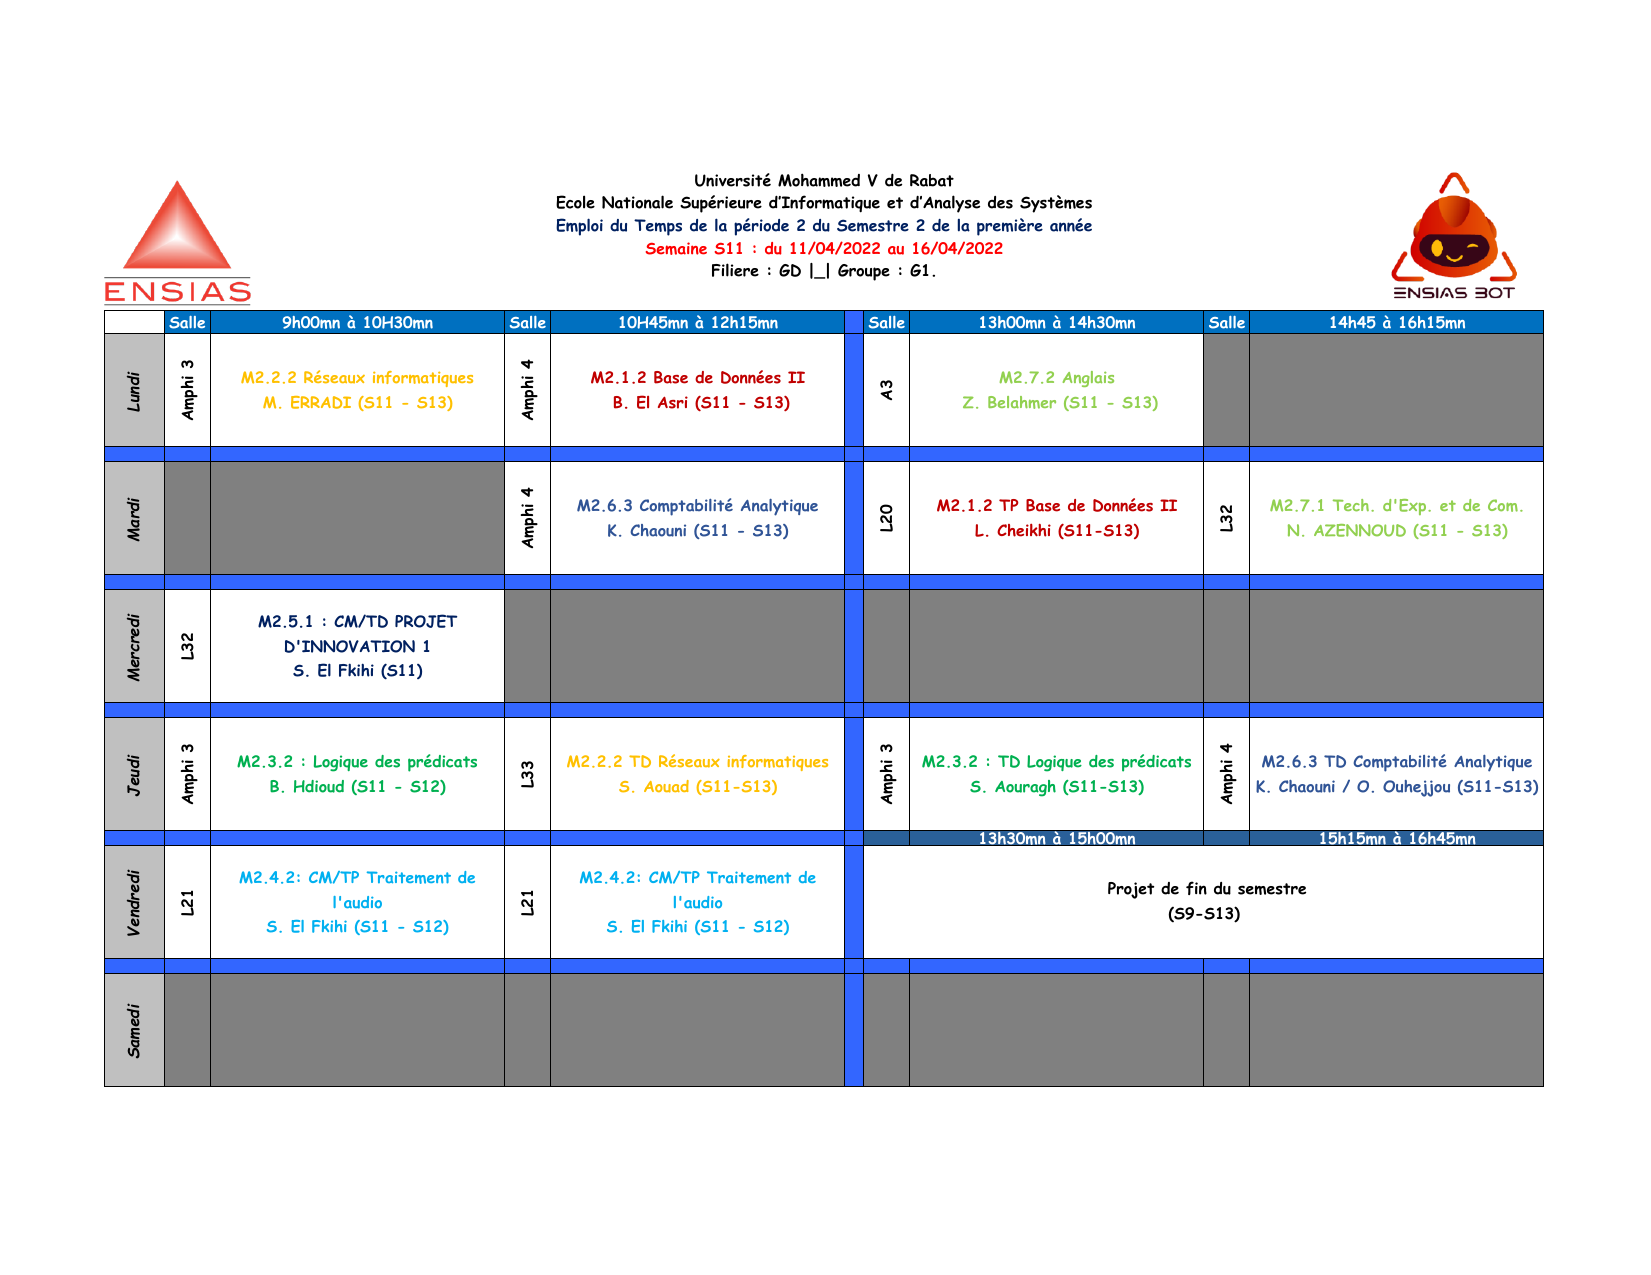 Université Mohammed V de Rabat
Ecole Nationale Supérieure d’Informatique et d’Analyse des Systèmes
Emploi du Temps de la période 2 du Semestre 2 de la première année
Semaine S11 : du 11/04/2022 au 16/04/2022
Filiere : GD |_| Groupe : G1.
ENSIAS
ENSIAS BOT
Salle 9h00mn à 10H30mn Salle 10H45mn à 12h15mn Salle 13h00mn à 14h30mn Salle 14h45 à 16h15mn
Lundi
Amphi 3
M2.2.2 Réseaux informatiques
M. ERRADI (S11 - S13)
Amphi 4
M2.1.2 Base de Données II
B. El Asri (S11 - S13)
A3
M2.7.2 Anglais
Z. Belahmer (S11 - S13)
Mardi
Amphi 4
M2.6.3 Comptabilité Analytique
K. Chaouni (S11 - S13)
L20
M2.1.2 TP Base de Données II
L. Cheikhi (S11-S13)
L32
M2.7.1 Tech. d'Exp. et de Com.
N. AZENNOUD (S11 - S13)
Mercredi
L32
M2.5.1 : CM/TD PROJET
D'INNOVATION 1
S. El Fkihi (S11)
Jeudi
Amphi 3
M2.3.2 : Logique des prédicats
B. Hdioud (S11 - S12)
L33
M2.2.2 TD Réseaux informatiques
S. Aouad (S11-S13)
Amphi 3
M2.3.2 : TD Logique des prédicats
S. Aouragh (S11-S13)
Amphi 4
M2.6.3 TD Comptabilité Analytique
K. Chaouni / O. Ouhejjou (S11-S13)
13h30mn à 15h00mn 15h15mn à 16h45mn
Vendredi
L21
M2.4.2: CM/TP Traitement de
l'audio
S. El Fkihi (S11 - S12)
L21
M2.4.2: CM/TP Traitement de
l'audio
S. El Fkihi (S11 - S12)
Projet de fin du semestre
(S9-S13)
Samedi